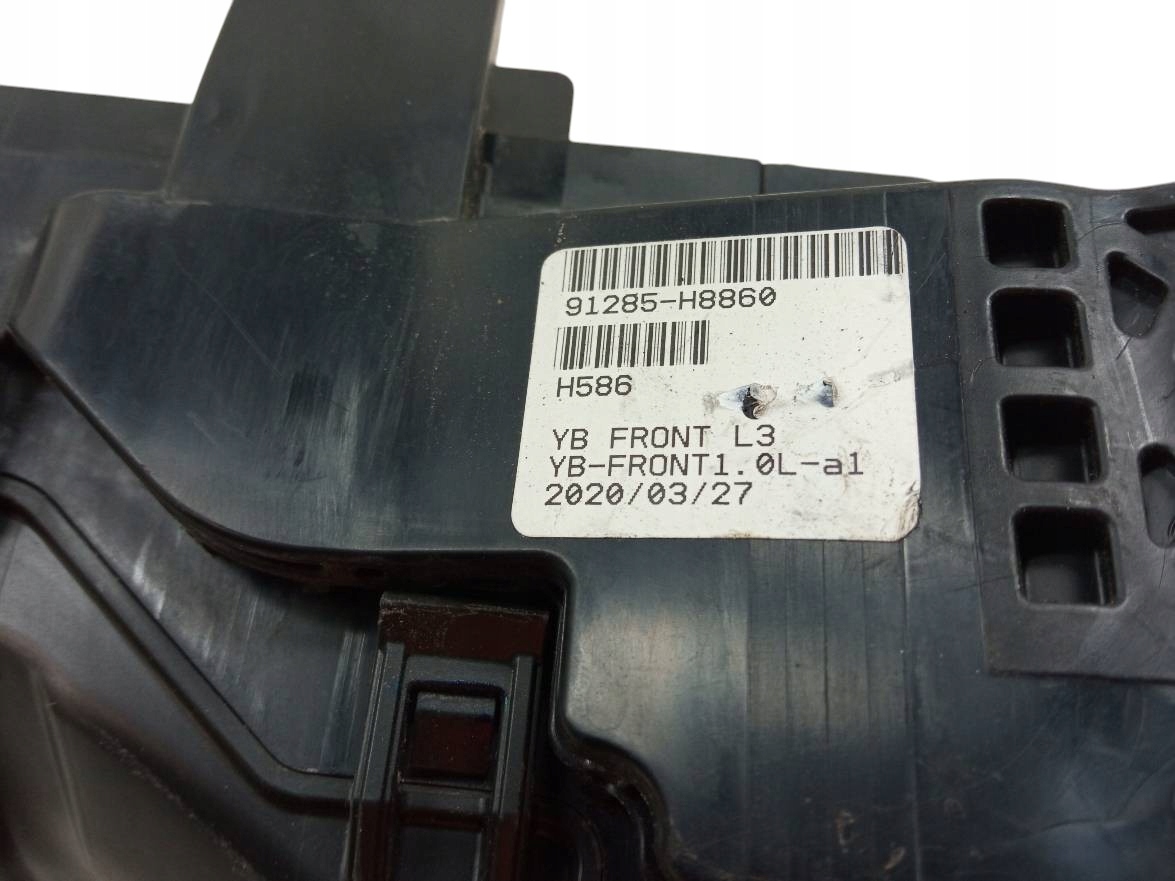 91285-H8860
H586
YB FRONT L3
YB-FRONT1.0L-a1
2020/03/27